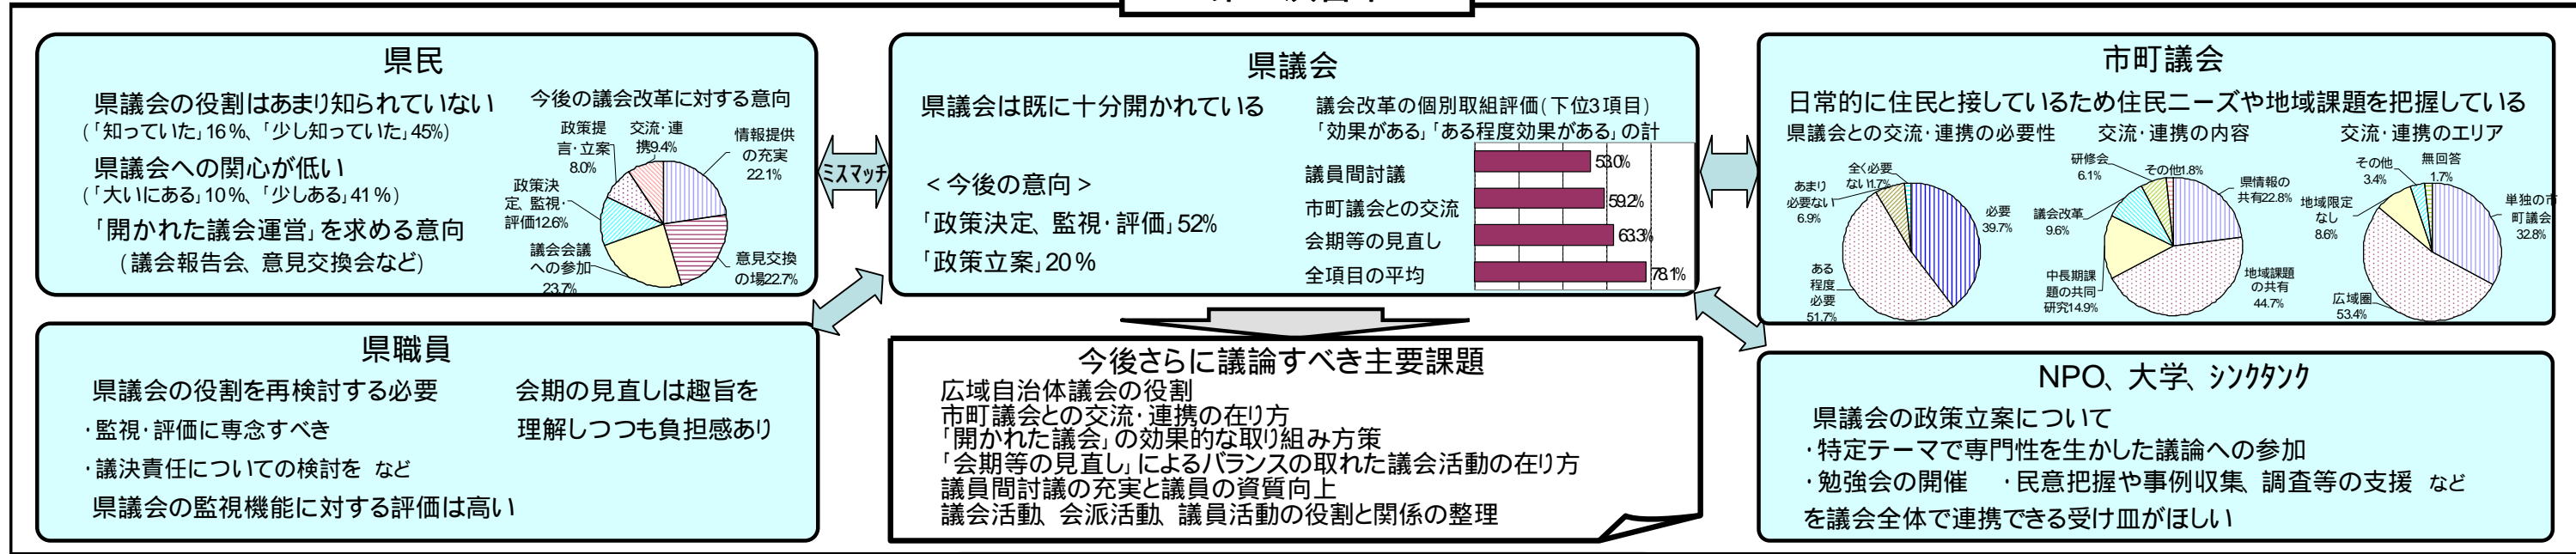 県民
県議会の役割はあまり知られていない
(「知っていた」16%、「少し知っていた」45%)
県議会への関心が低い
(「大いにある」10%、「少しある」41%)
「開かれた議会運営」を求める意向
(議会報告会、意見交換会など)
今後の議会改革に対する意向
情報提供
の充実
22.1%
意見交換
の場22.7%
議会会議
への参加
23.7%
政策決
定、監視・
評価12.6%
政策提
言・立案
8.0%
交流・連
携9.4%
ミスマッチ
県議会
県議会は既に十分開かれている
<今後の意向>
「政策決定、監視・評価」52%
「政策立案」20%
議会改革の個別取組評価(下位3項目)
「効果がある」「ある程度効果がある」の計
議員間討議
53.0%
市町議会との交流
59.2%
会期等の見直し
63.3%
全項目の平均
78.1%
市町議会
日常的に住民と接しているため住民ニーズや地域課題を把握している
県議会との交流・連携の必要性
必要
39.7%
ある
程度
必要
51.7%
あまり
必要ない
6.9%
全く必要
ない1.7%
交流・連携の内容
県情報の
共有22.8%
地域課題
の共有
44.7%
中長期課
題の共同
研究14.9%
議会改革
9.6%
研修会
6.1%
その他1.8%
交流・連携のエリア
単独の市
町議会
32.8%
広域圏
53.4%
地域限定
なし
8.6%
その他
3.4%
無回答
1.7%
県職員
県議会の役割を再検討する必要
・監視・評価に専念すべき
・議決責任についての検討を など
県議会の監視機能に対する評価は高い
会期の見直しは趣旨を
理解しつつも負担感あり
今後さらに議論すべき主要課題
広域自治体議会の役割
市町議会との交流・連携の在り方
「開かれた議会」の効果的な取り組み方策
「会期等の見直し」によるバランスの取れた議会活動の在り方
議員間討議の充実と議員の資質向上
議会活動、会派活動、議員活動の役割と関係の整理
NPO、大学、シンクタンク
県議会の政策立案について
・特定テーマで専門性を生かした議論への参加
・勉強会の開催 ・民意把握や事例収集、調査等の支援 など
を議会全体で連携できる受け皿がほしい